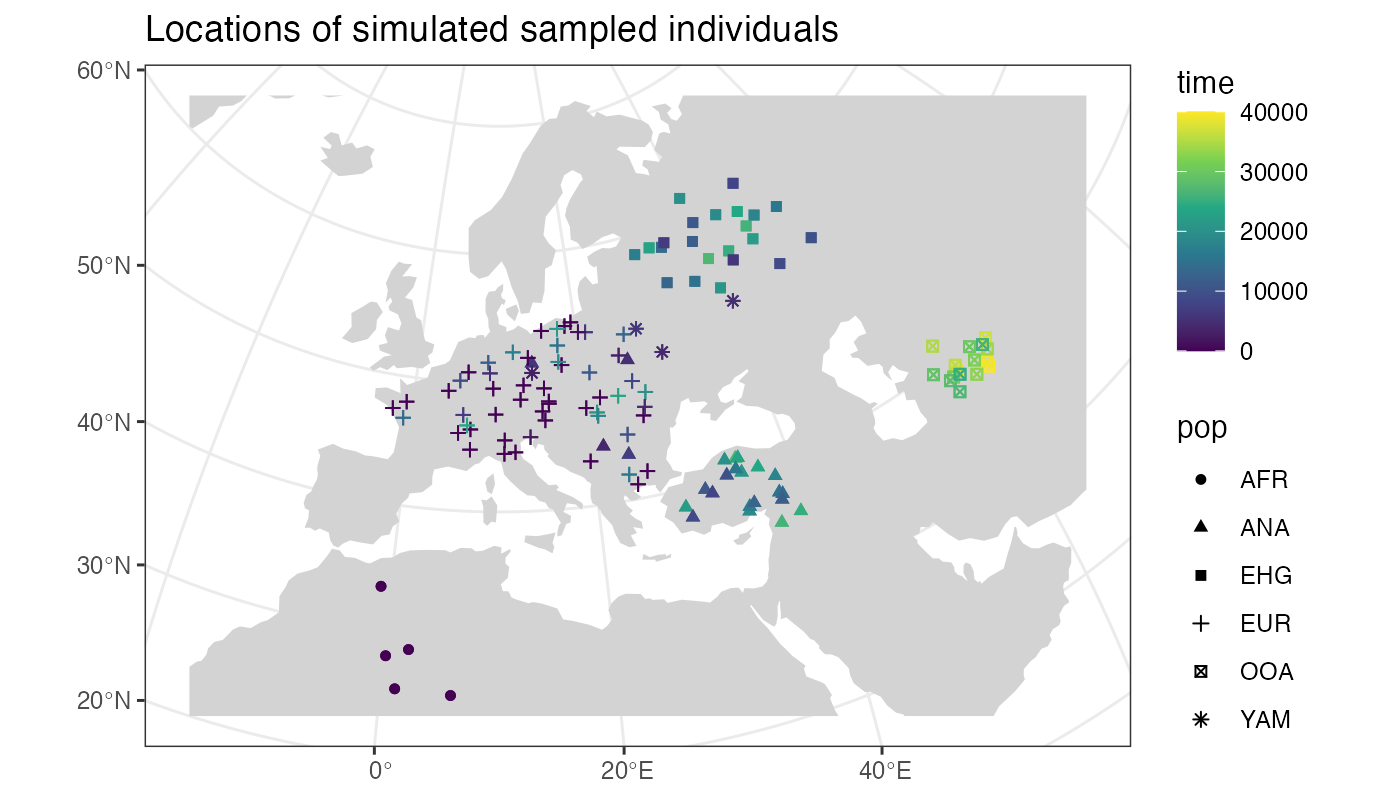 Locations of simulated sampled individuals
60°N
50°N
40°N
30°N
20°N
0°
20°E
40°E
time
40000
30000
20000
10000
0
pop
AFR
ANA
EHG
EUR
OOA
YAM